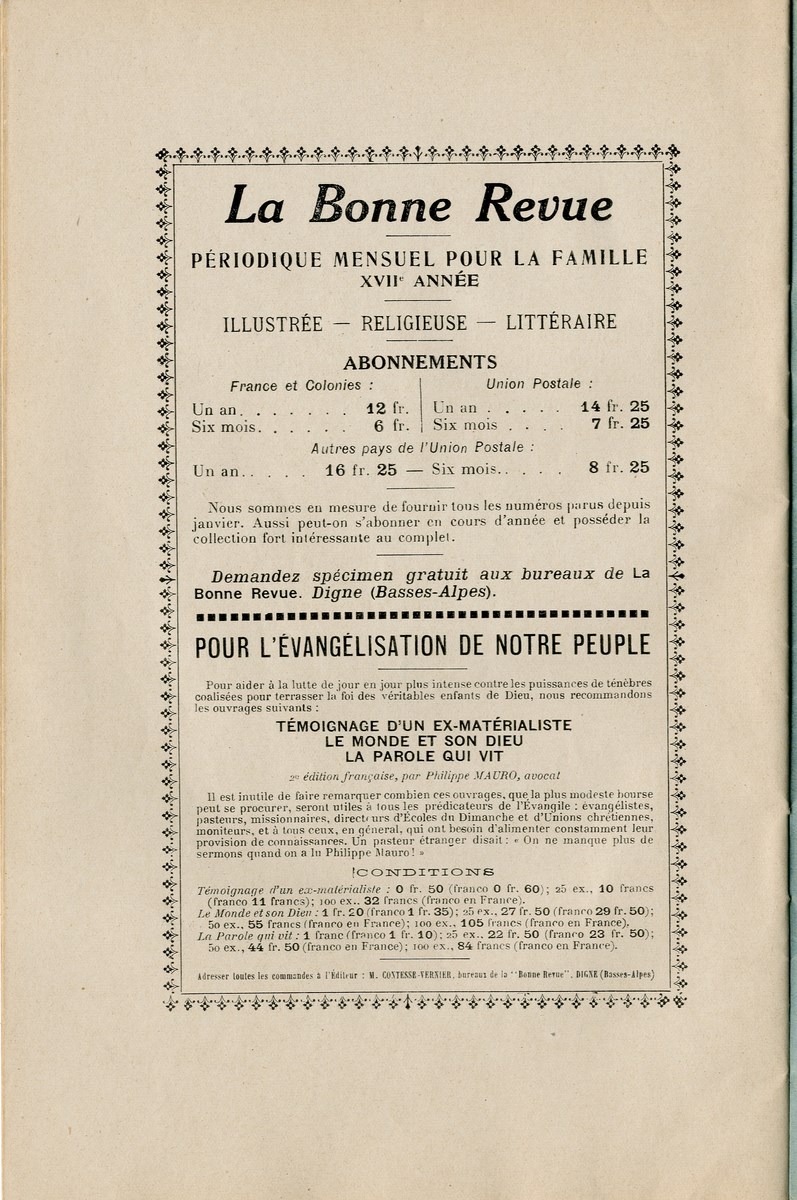 La Bonne Revue
PÉRIODIQUE MENSUEL POUR LA FAMILLE
XVIIe ANNÉE
ILLUSTRÉE — RELIGIEUSE — LITTÉRAIRE
ABONNEMENTS
France et Colonies :
Un an. . . . . . . 12 fr.
Six mois. . . . . . 6 fr.
Union Postale :
Un an . . . . . 14 fr. 25
Six mois . . . . 7 fr. 25
Autres pays de l'Union Postale :
Un an. . . . . 16 fr. 25 — Six mois. . . . . 8 fr. 25
Nous sommes en mesure de fournir tous les numéros parus depuis
janvier. Aussi peut-on s'abonner en cours d'année et posséder la
collection fort intéressante au complet.
Demandez spécimen gratuit aux bureaux de La
Bonne Revue. Digne (Basses-Alpes).
POUR L'ÉVANGÉLISATION DE NOTRE PEUPLE
Pour aider à la lutte de jour en jour plus intense contre les puissances de ténèbres
coalisées pour terrasser la foi des véritables enfants de Dieu, nous recommandons
les ouvrages suivants :
TÉMOIGNAGE D'UN EX-MATÉRIALISTE
LE MONDE ET SON DIEU
LA PAROLE QUI VIT
2e édition française, par Philippe MAURO, avocat
Il est inutile de faire remarquer combien ces ouvrages, que la plus modeste bourse
peut se procurer, seront utiles à tous les prédicateurs de l'Évangile : évangélistes,
pasteurs, missionnaires, directeurs d'Écoles du Dimanche et d'Unions chrétiennes,
moniteurs, et à tous ceux, en général, qui ont besoin d'alimenter constamment leur
provision de connaissances. Un pasteur étranger disait : « On ne manque plus de
sermons quand on a lu Philippe Mauro ! »
CONDITIONS
Témoignage d'un ex-matérialiste : 0 fr. 50 (franco 0 fr. 60) ; 25 ex., 10 francs
(franco 11 francs) ; 100 ex.. 32 francs (franco en France).
Le Monde et son Dieu : 1 fr. 20 (franco 1 fr. 35) ; 25 ex., 27 fr. 50 (franco 29 fr. 50) ;
50 ex., 55 francs (franco en France) ; 100 ex., 105 francs (franco en France).
La Parole qui vit : 1 franc (franco 1 fr. 10) ; 25 ex.. 22 fr. 50 (franco 23 fr. 50) ;
50 ex., 44 fr. 50 (franco en France) ; 100 ex., 84 francs (franco en France).
Adresser toutes les commandes à l'Éditeur : M. CONTESSE-VERNIER, bureaux de la "Bonne Revue", DIGNE (Basses-Alpes)